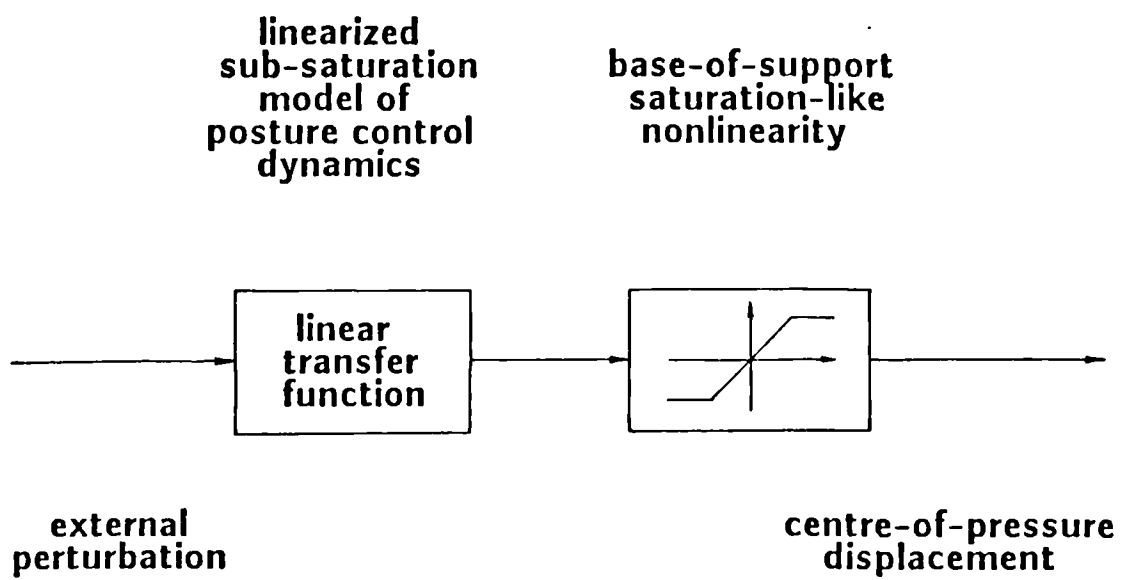 linearized
sub-saturation
model of
posture control
dynamics
base-of-support
saturation-like
nonlinearity
linear
transfer
function
external
perturbation
centre-of-pressure
displacement